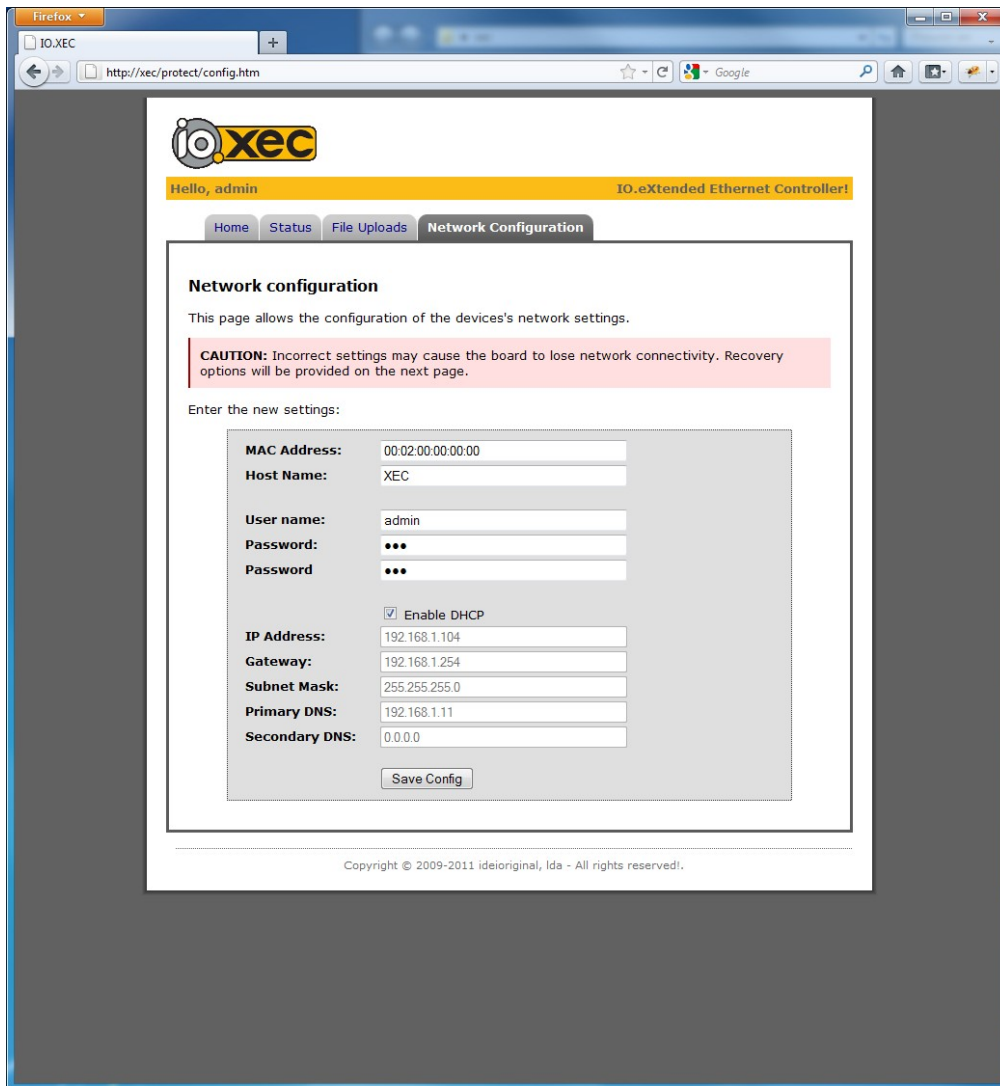 Firefox
IO.XEC
http://xec/protect/config.htm
Google
io.xec
Hello, admin IO.eXtended Ethernet Controller!
Home Status File Uploads Network Configuration
Network configuration
This page allows the configuration of the devices's network settings.
CAUTION: Incorrect settings may cause the board to lose network connectivity. Recovery
options will be provided on the next page.
Enter the new settings:
MAC Address: 00:02:00:00:00:00
Host Name: XEC
User name: admin
Password: •••
Password •••
Enable DHCP
IP Address: 192.168.1.104
Gateway: 192.168.1.254
Subnet Mask: 255.255.255.0
Primary DNS: 192.168.1.11
Secondary DNS: 0.0.0.0
Save Config
Copyright © 2009-2011 ideioriginal, lda - All rights reserved!.